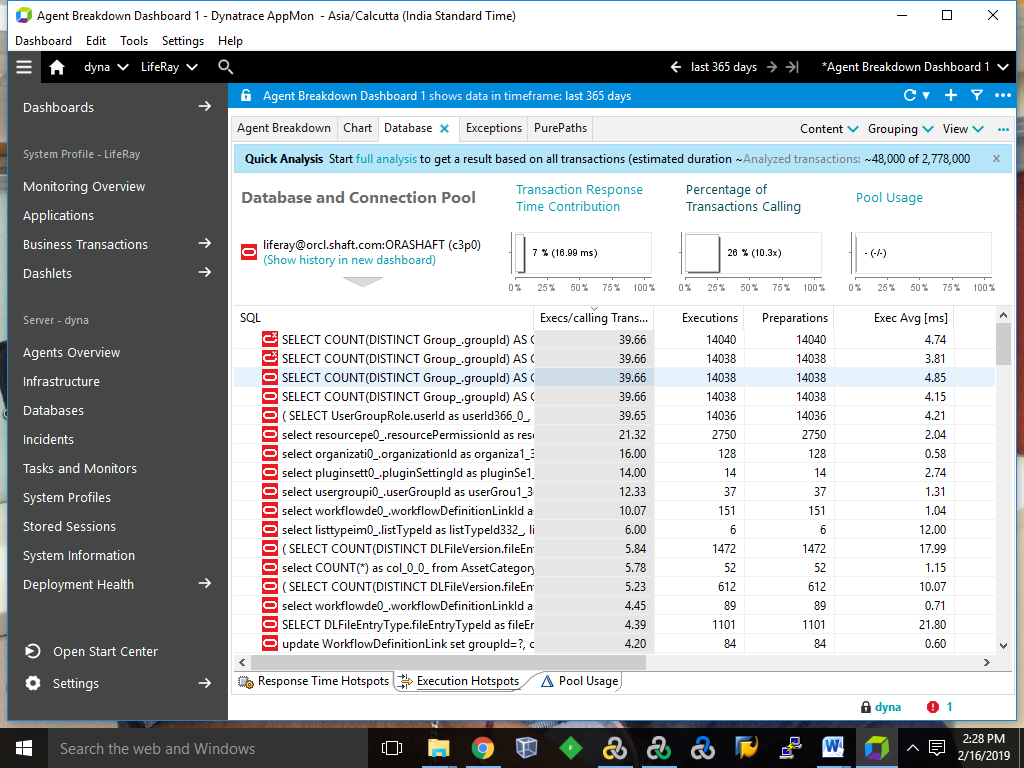 Agent Breakdown Dashboard 1 - Dynatrace AppMon - Asia/Calcutta (India Standard Time)
Dashboard Edit Tools Settings Help
dyna LifeRay last 365 days *Agent Breakdown Dashboard 1
Agent Breakdown Dashboard 1 shows data in timeframe: last 365 days
Dashboards
System Profile - LifeRay
Monitoring Overview
Applications
Business Transactions
Dashlets
Server - dyna
Agents Overview
Infrastructure
Databases
Incidents
Tasks and Monitors
System Profiles
Stored Sessions
System Information
Deployment Health
Open Start Center
Settings
Agent Breakdown Chart Database Exceptions PurePaths Content Grouping View
Quick Analysis Start full analysis to get a result based on all transactions (estimated duration ~Analyzed transactions: ~48,000 of 2,778,000
Database and Connection Pool
Transaction Response
Time Contribution
Percentage of
Transactions Calling
Pool Usage
liferay@orcl.shaft.com:ORASHAFT (c3p0)
(Show history in new dashboard)
7 % (16.99 ms)
0% 25% 50% 75% 100%
26 % (10.3x)
0% 25% 50% 75% 100%
- (-/-)
0% 25% 50% 75% 100%
SQL Execs/calling Trans... Executions Preparations Exec Avg [ms]
SELECT COUNT(DISTINCT Group_.groupId) AS 39.66 14040 14040 4.74
SELECT COUNT(DISTINCT Group_.groupId) AS 39.66 14038 14038 3.81
SELECT COUNT(DISTINCT Group_.groupId) AS 39.66 14038 14038 4.85
SELECT COUNT(DISTINCT Group_.groupId) AS 39.66 14038 14038 4.15
( SELECT UserGroupRole.userId as userId366_0_, 39.65 14036 14036 4.21
select resourcepe0_.resourcePermissionId as 21.32 2750 2750 2.04
select organizati0_.organizationId as organiza1_3 16.00 128 128 0.58
select pluginsett0_.pluginSettingId as pluginSe1_ 14.00 14 14 2.74
select usergroupi0_.userGroupId as userGrou1_3 12.33 37 37 1.31
select workflowde0_.workflowDefinitionLinkId a 10.07 151 151 1.04
select listtypeim0_.listTypeId as listTypeId332_, li 6.00 6 6 12.00
( SELECT COUNT(DISTINCT DLFileVersion.fileEn 5.84 1472 1472 17.99
select COUNT(*) as col_0_0_ from AssetCategory 5.78 52 52 1.15
( SELECT COUNT(DISTINCT DLFileVersion.fileEn 5.23 612 612 10.07
select workflowde0_.workflowDefinitionLinkId a 4.45 89 89 0.71
SELECT DLFileEntryType.fileEntryTypeId as fileEn 4.39 1101 1101 21.80
update WorkflowDefinitionLink set groupId=?, c 4.20 84 84 0.60
Response Time Hotspots Execution Hotspots Pool Usage
dyna 1
Search the web and Windows
2:28 PM
2/16/2019